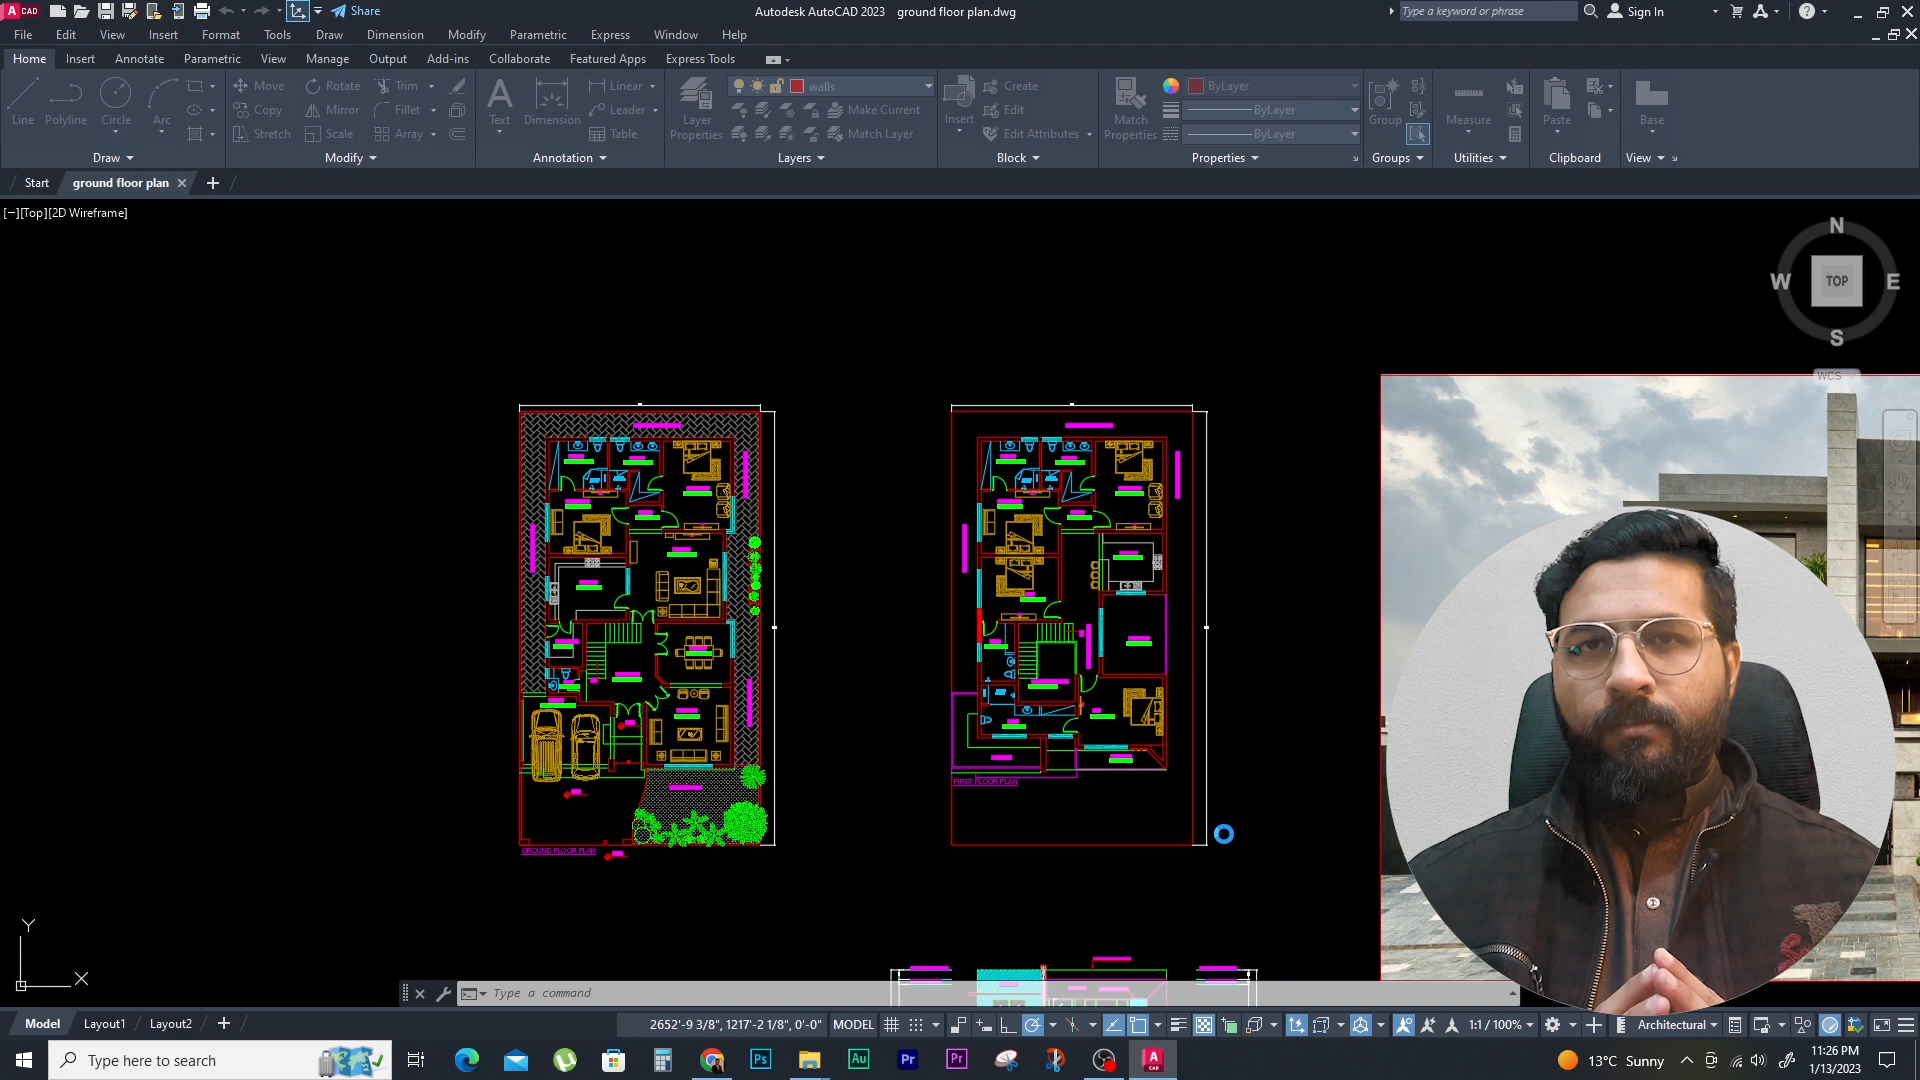 A CAD
Share
Autodesk AutoCAD 2023 ground floor plan.dwg
Type a keyword or phrase
Sign In
File Edit View Insert Format Tools Draw Dimension Modify Parametric Express Window Help
Home Insert Annotate Parametric View Manage Output Add-ins Collaborate Featured Apps Express Tools
Line Polyline Circle Arc
Move Rotate Trim
Copy Mirror Fillet
Stretch Scale Array
Text Dimension
Linear
Leader
Table
Layer Properties
walls
Make Current
Match Layer
Insert
Create
Edit
Edit Attributes
Match Properties
ByLayer
ByLayer
ByLayer
Group Measure Paste Base
Draw Modify Annotation Layers Block Properties Groups Utilities Clipboard View
Start ground floor plan
[−][Top][2D Wireframe]
N
W TOP E
S
WCS
FIRST FLOOR PLAN
GROUND FLOOR PLAN
Y
X
Type a command
Model Layout1 Layout2
2652'-9 3/8", 1217'-2 1/8", 0'-0" MODEL
1:1 / 100%
Architectural
Type here to search
Ps
Au
Pr
Pr
A CAD
13°C Sunny
11:26 PM
1/13/2023